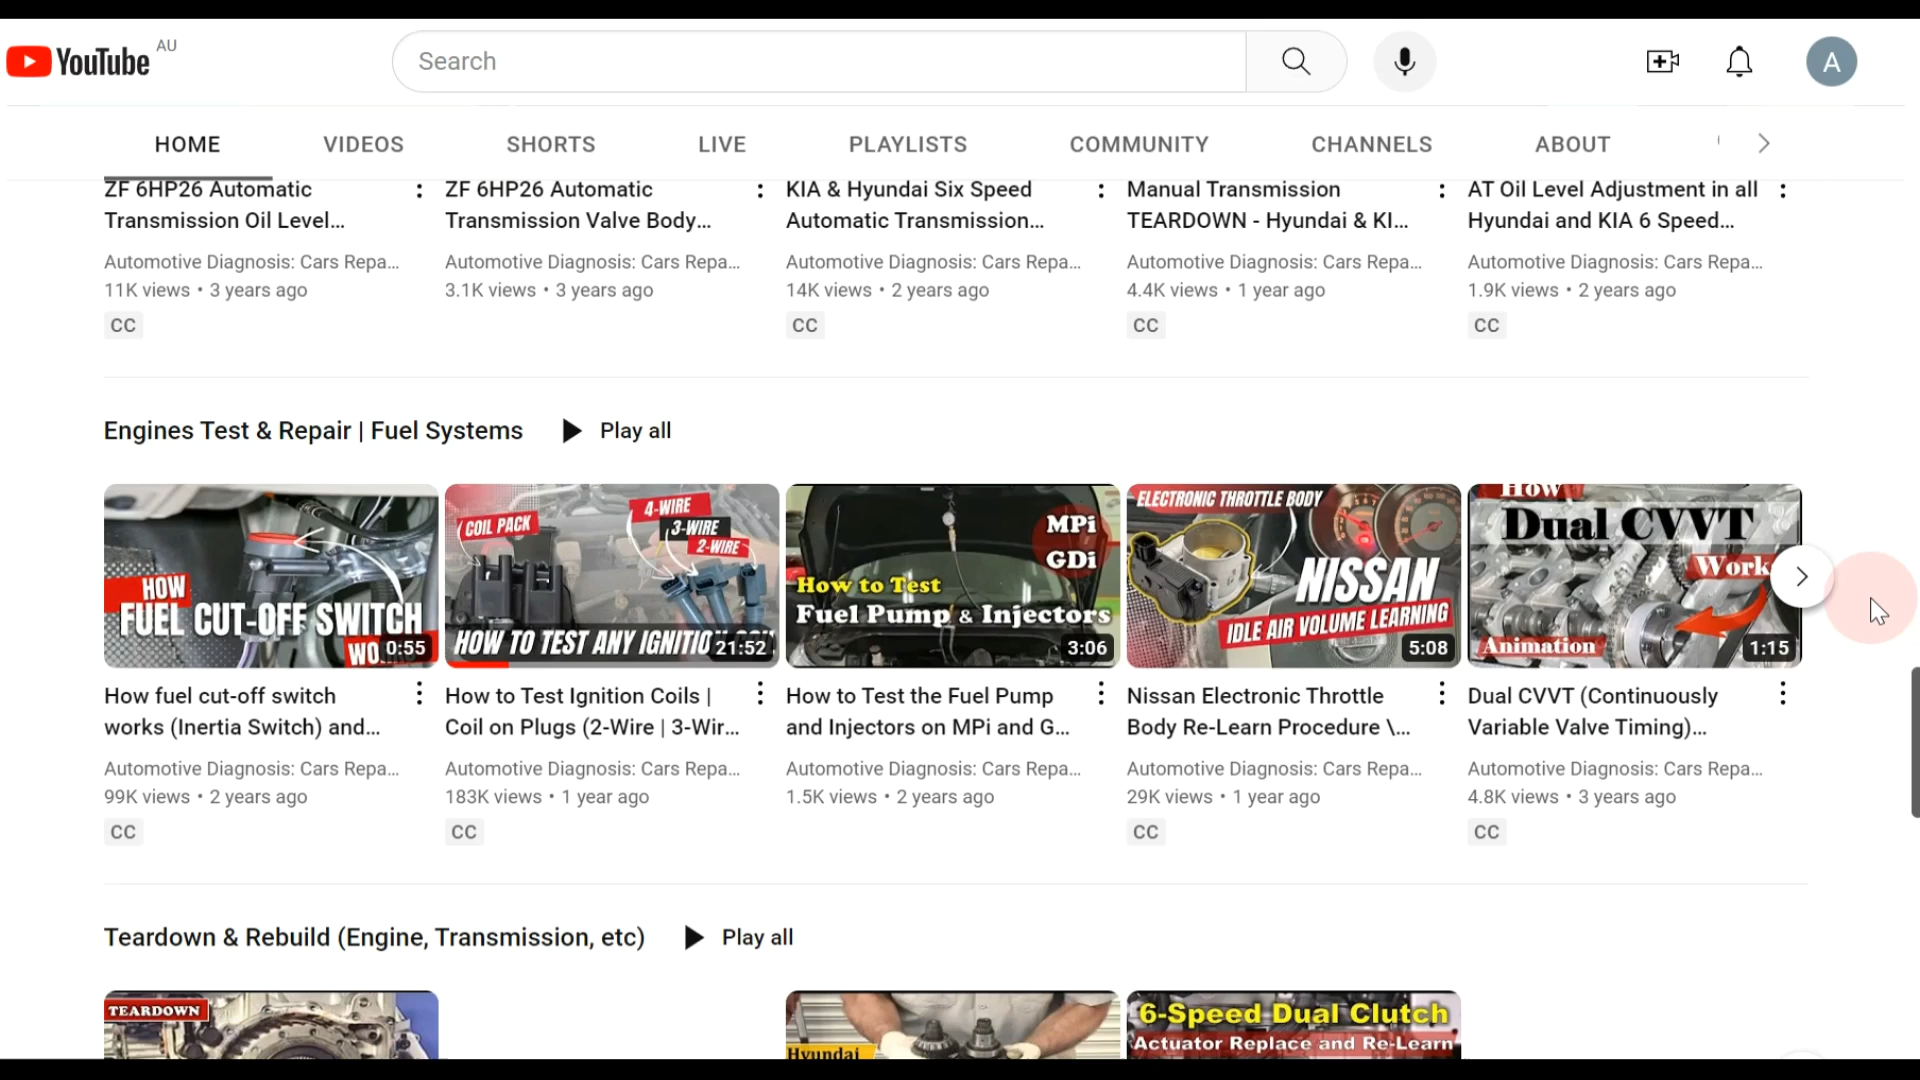 YouTube AU
Search
A
HOME VIDEOS SHORTS LIVE PLAYLISTS COMMUNITY CHANNELS ABOUT
ZF 6HP26 Automatic
Transmission Oil Level...
Automotive Diagnosis: Cars Repa...
11K views • 3 years ago
CC
ZF 6HP26 Automatic
Transmission Valve Body...
Automotive Diagnosis: Cars Repa...
3.1K views • 3 years ago
KIA & Hyundai Six Speed
Automatic Transmission...
Automotive Diagnosis: Cars Repa...
14K views • 2 years ago
CC
Manual Transmission
TEARDOWN - Hyundai & KI...
Automotive Diagnosis: Cars Repa...
4.4K views • 1 year ago
CC
AT Oil Level Adjustment in all
Hyundai and KIA 6 Speed...
Automotive Diagnosis: Cars Repa...
1.9K views • 2 years ago
CC
Engines Test & Repair | Fuel Systems Play all
HOW
FUEL CUT-OFF SWITCH
WO
0:55
How fuel cut-off switch
works (Inertia Switch) and...
Automotive Diagnosis: Cars Repa...
99K views • 2 years ago
CC
COIL PACK
4-WIRE
3-WIRE
2-WIRE
HOW TO TEST ANY IGNITIO
21:52
How to Test Ignition Coils |
Coil on Plugs (2-Wire | 3-Wir...
Automotive Diagnosis: Cars Repa...
183K views • 1 year ago
CC
MPi
GDi
How to Test
Fuel Pump & Injectors
3:06
How to Test the Fuel Pump
and Injectors on MPi and G...
Automotive Diagnosis: Cars Repa...
1.5K views • 2 years ago
ELECTRONIC THROTTLE BODY
NISSAN
IDLE AIR VOLUME LEARNING
5:08
Nissan Electronic Throttle
Body Re-Learn Procedure \...
Automotive Diagnosis: Cars Repa...
29K views • 1 year ago
CC
How
Dual CVVT
Work
Animation
1:15
Dual CVVT (Continuously
Variable Valve Timing)...
Automotive Diagnosis: Cars Repa...
4.8K views • 3 years ago
CC
Teardown & Rebuild (Engine, Transmission, etc) Play all
TEARDOWN
Hyundai
6-Speed Dual Clutch
Actuator Replace and Re-Learn